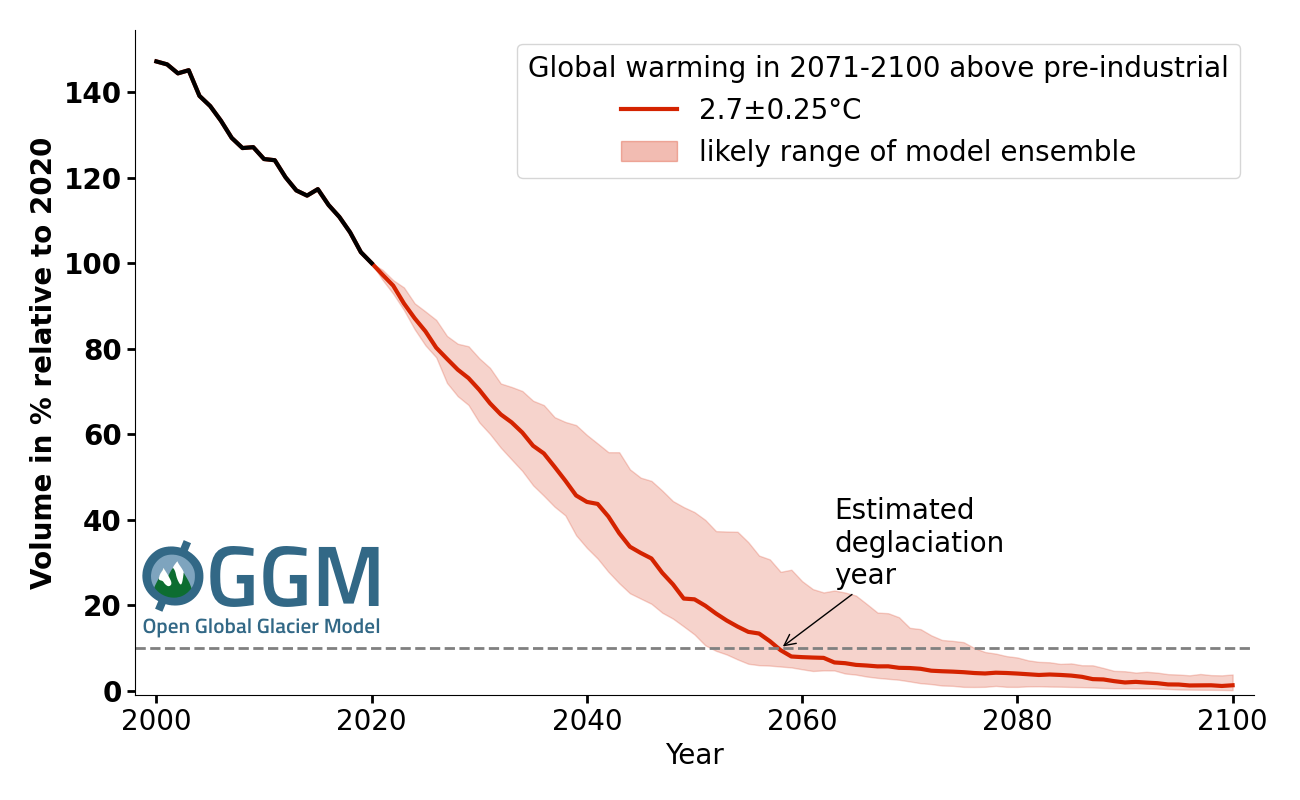 Global warming in 2071-2100 above pre-industrial
2.7±0.25°C
likely range of model ensemble
Volume in % relative to 2020
140
120
100
80
60
40
20
0
Estimated
deglaciation
year
OGGM
Open Global Glacier Model
2000
2020
2040
2060
2080
2100
Year